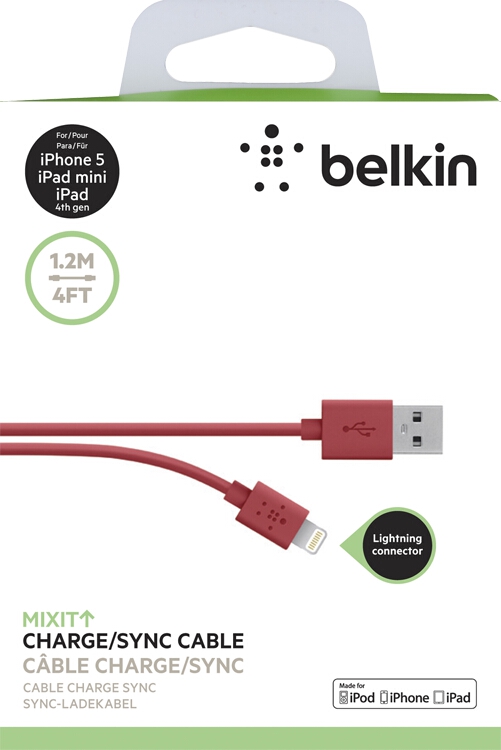 For/Pour
Para/Für
iPhone 5
iPad mini
iPad
4th gen
belkin
1.2M
4FT
Lightning
connector
MIXIT↑
CHARGE/SYNC CABLE
CÂBLE CHARGE/SYNC
CABLE CHARGE SYNC
SYNC-LADEKABEL
Made for
iPod iPhone iPad